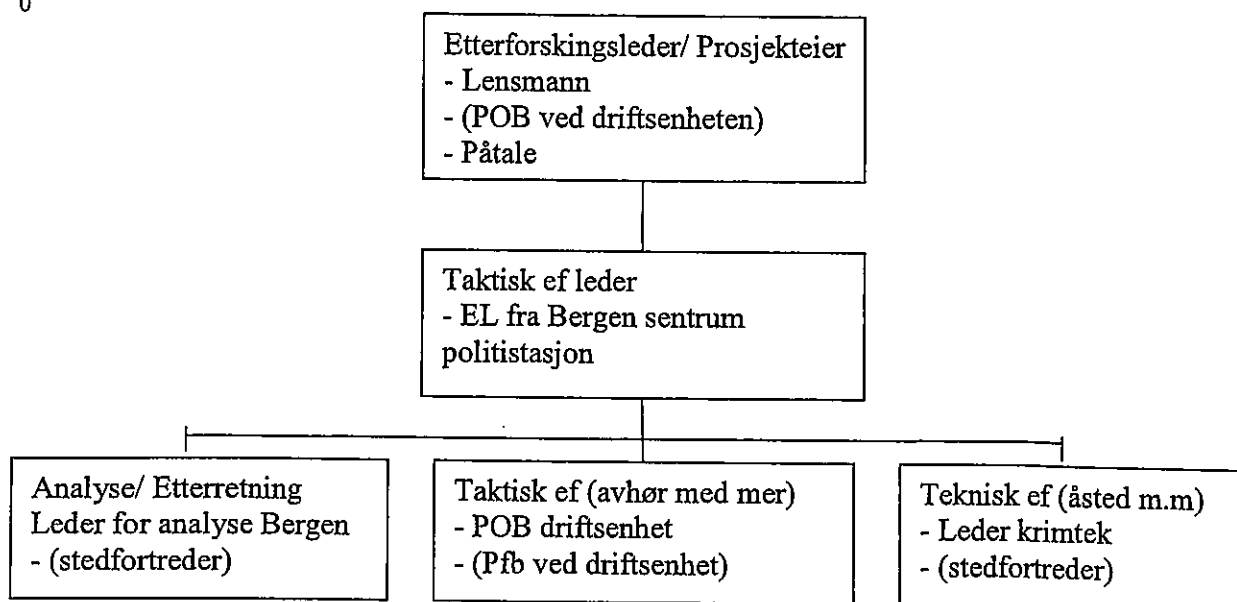 0
Etterforskingsleder/ Prosjekteier
- Lensmann
- (POB ved driftsenheten)
- Påtale
Taktisk ef leder
- EL fra Bergen sentrum
politistasjon
Analyse/ Etterretning
Leder for analyse Bergen
- (stedfortreder)
Taktisk ef (avhør med mer)
- POB driftsenhet
- (Pfb ved driftsenhet)
Teknisk ef (åsted m.m)
- Leder krimtek
- (stedfortreder)